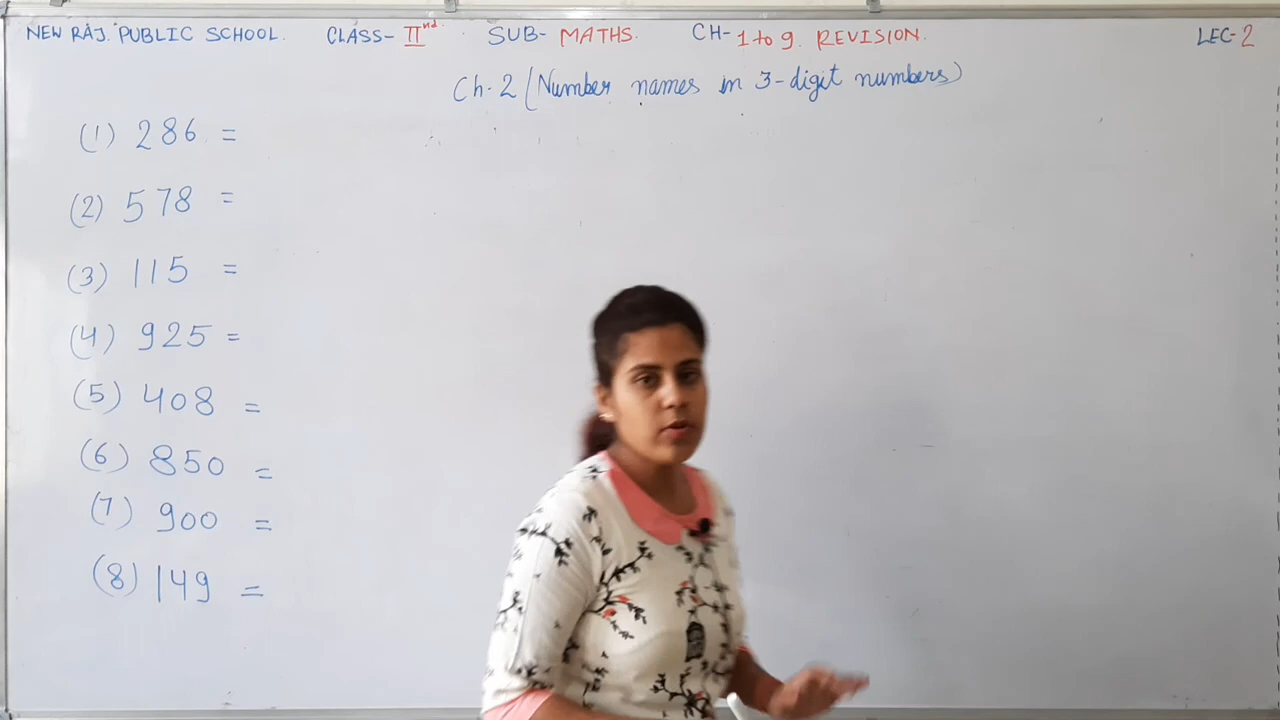 NEW RAJ. PUBLIC SCHOOL. CLASS- IInd. SUB- MATHS. CH- 1 to 9. REVISION. LEC-2
Ch. 2 (Number names in 3-digit numbers)
(1) 286 =
(2) 578 =
(3) 115 =
(4) 925 =
(5) 408 =
(6) 850 =
(7) 900 =
(8) 149 =